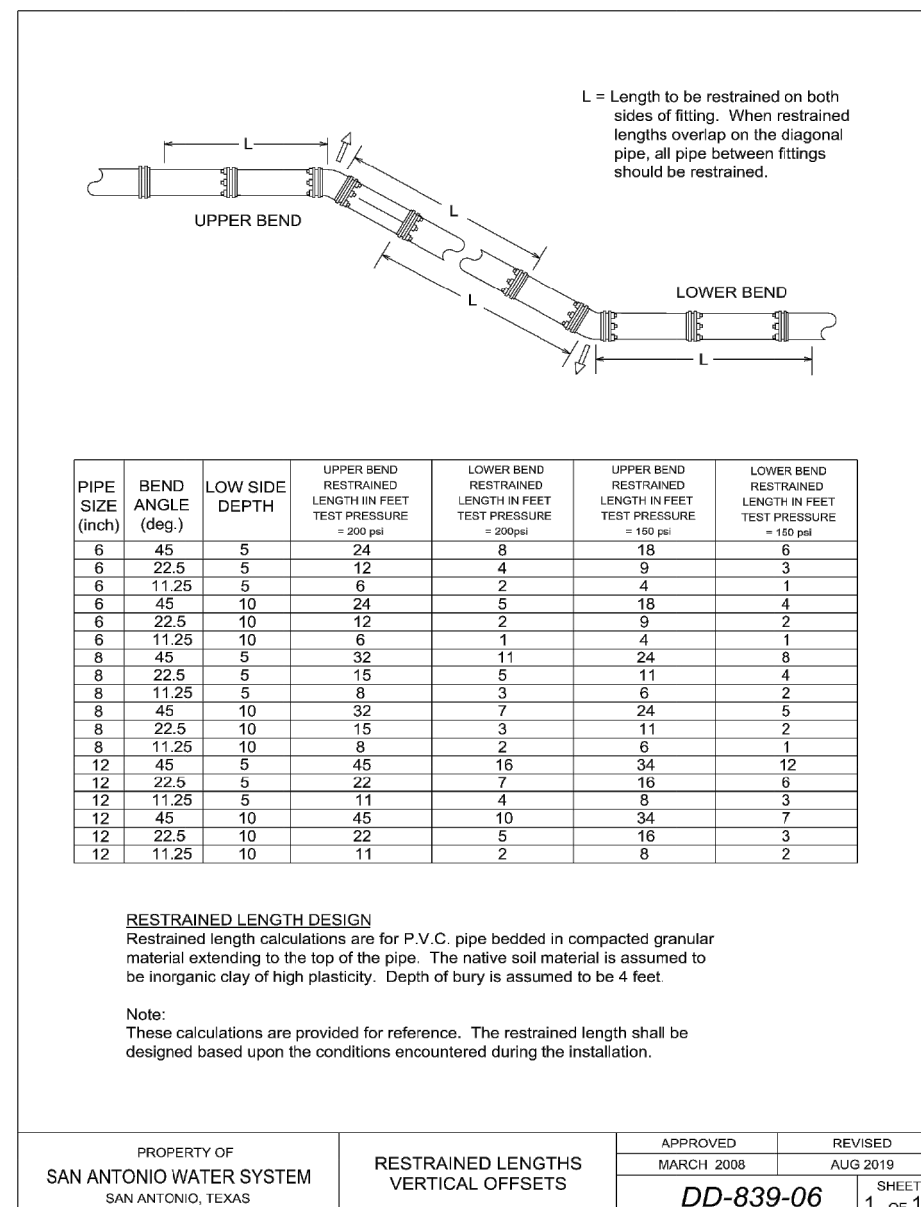 L = Length to be restrained on both
sides of fitting. When restrained
lengths overlap on the diagonal
pipe, all pipe between fittings
should be restrained.
L
UPPER BEND
L
L
LOWER BEND
L
PIPE SIZE (inch) BEND ANGLE (deg.) LOW SIDE DEPTH UPPER BEND RESTRAINED LENGTH IIN FEET TEST PRESSURE = 200 psi LOWER BEND RESTRAINED LENGTH IN FEET TEST PRESSURE = 200psi UPPER BEND RESTRAINED LENGTH IN FEET TEST PRESSURE = 150 psi LOWER BEND RESTRAINED LENGTH IN FEET TEST PRESSURE = 150 psi
6 45 5 24 8 18 6
6 22.5 5 12 4 9 3
6 11.25 5 6 2 4 1
6 45 10 24 5 18 4
6 22.5 10 12 2 9 2
6 11.25 10 6 1 4 1
8 45 5 32 11 24 8
8 22.5 5 15 5 11 4
8 11.25 5 8 3 6 2
8 45 10 32 7 24 5
8 22.5 10 15 3 11 2
8 11.25 10 8 2 6 1
12 45 5 45 16 34 12
12 22.5 5 22 7 16 6
12 11.25 5 11 4 8 3
12 45 10 45 10 34 7
12 22.5 10 22 5 16 3
12 11.25 10 11 2 8 2
RESTRAINED LENGTH DESIGN
Restrained length calculations are for P.V.C. pipe bedded in compacted granular
material extending to the top of the pipe. The native soil material is assumed to
be inorganic clay of high plasticity. Depth of bury is assumed to be 4 feet.
Note:
These calculations are provided for reference. The restrained length shall be
designed based upon the conditions encountered during the installation.
PROPERTY OF
SAN ANTONIO WATER SYSTEM
SAN ANTONIO, TEXAS
RESTRAINED LENGTHS
VERTICAL OFFSETS
APPROVED REVISED
MARCH 2008 AUG 2019
DD-839-06
SHEET
1 OF 1